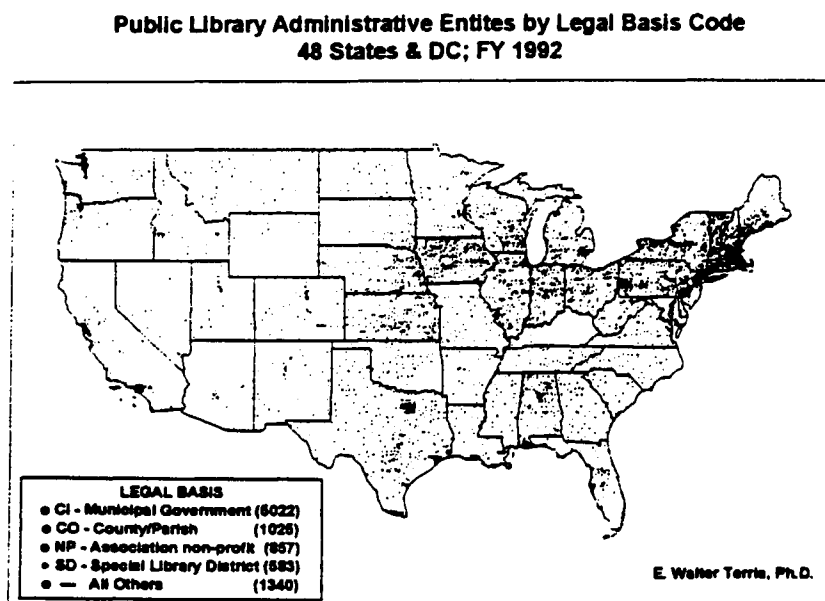 Public Library Administrative Entites by Legal Basis Code
48 States & DC; FY 1992
LEGAL BASIS
CI - Municipal Government (5022)
CO - County/Parish (1025)
NP - Association non-profit (857)
SD - Special Library District (583)
— All Others (1340)
E. Walter Terrie, Ph.D.